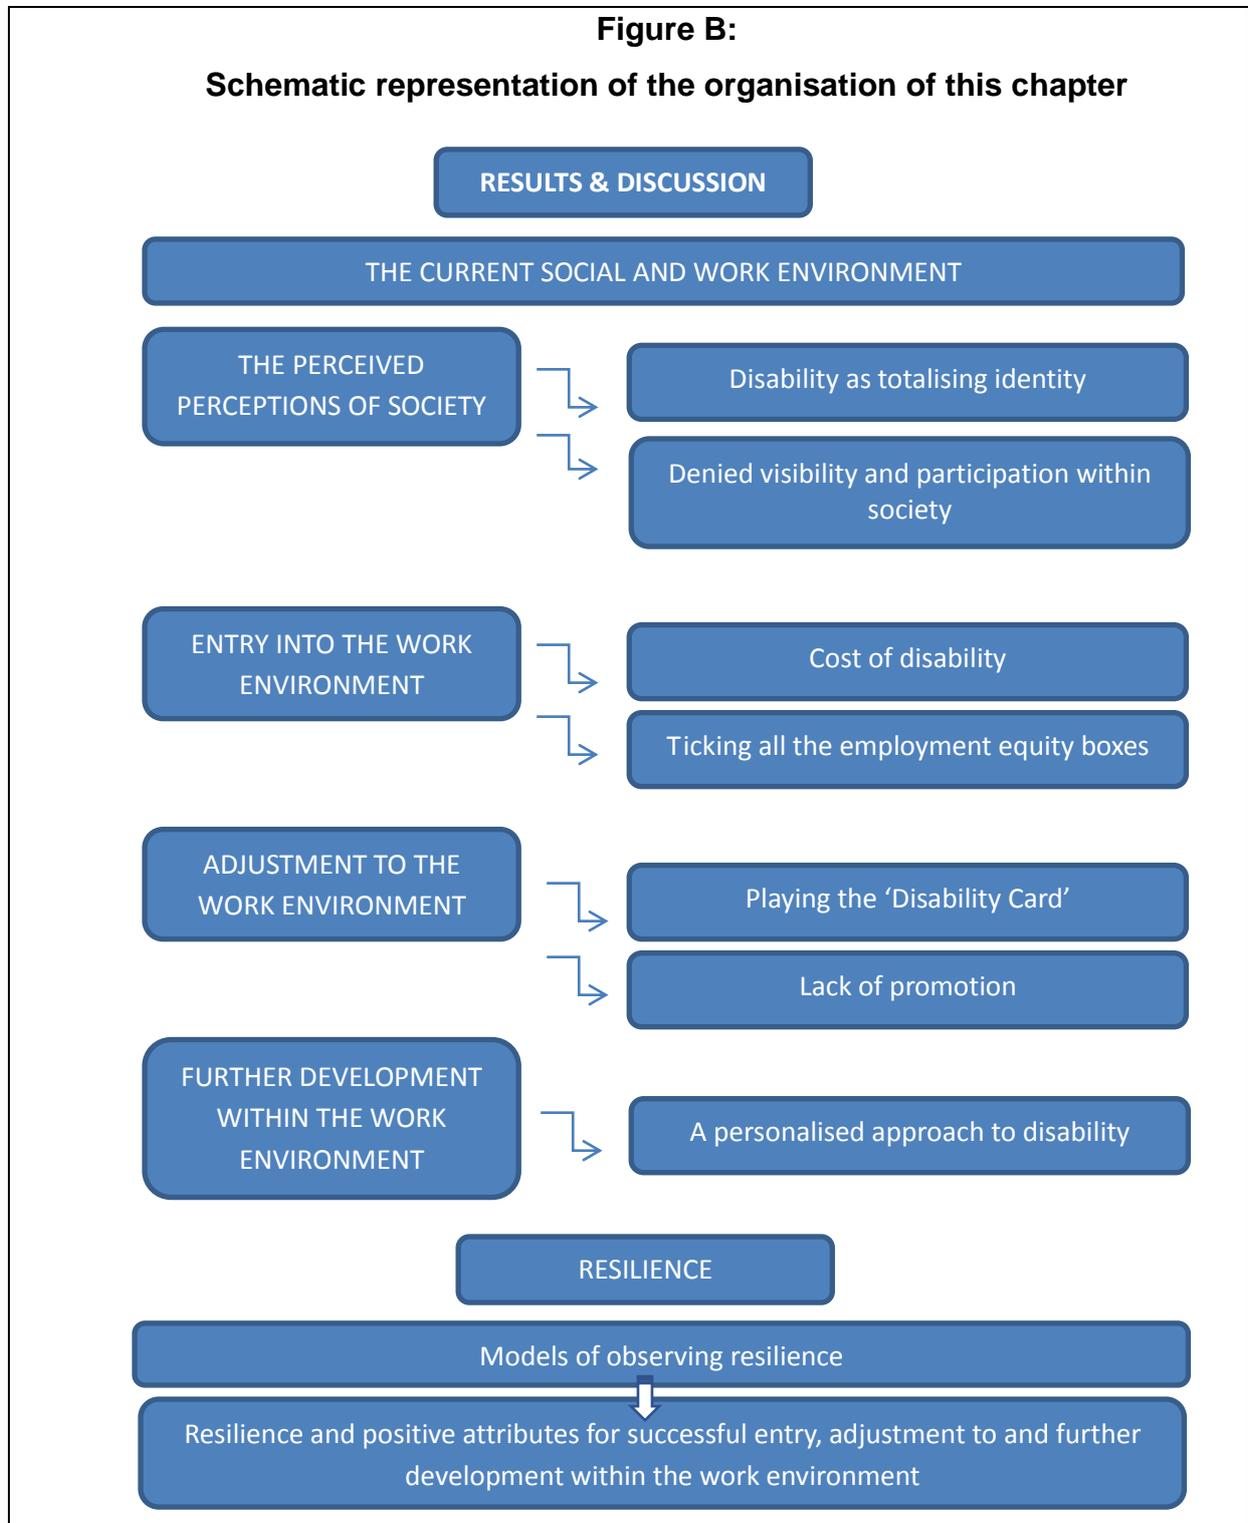 Figure B:
Schematic representation of the organisation of this chapter
RESULTS & DISCUSSION
THE CURRENT SOCIAL AND WORK ENVIRONMENT
THE PERCEIVED
PERCEPTIONS OF SOCIETY
Disability as totalising identity
Denied visibility and participation within
society
ENTRY INTO THE WORK
ENVIRONMENT
Cost of disability
Ticking all the employment equity boxes
ADJUSTMENT TO THE
WORK ENVIRONMENT
Playing the ‘Disability Card’
Lack of promotion
FURTHER DEVELOPMENT
WITHIN THE WORK
ENVIRONMENT
A personalised approach to disability
RESILIENCE
Models of observing resilience
Resilience and positive attributes for successful entry, adjustment to and further
development within the work environment